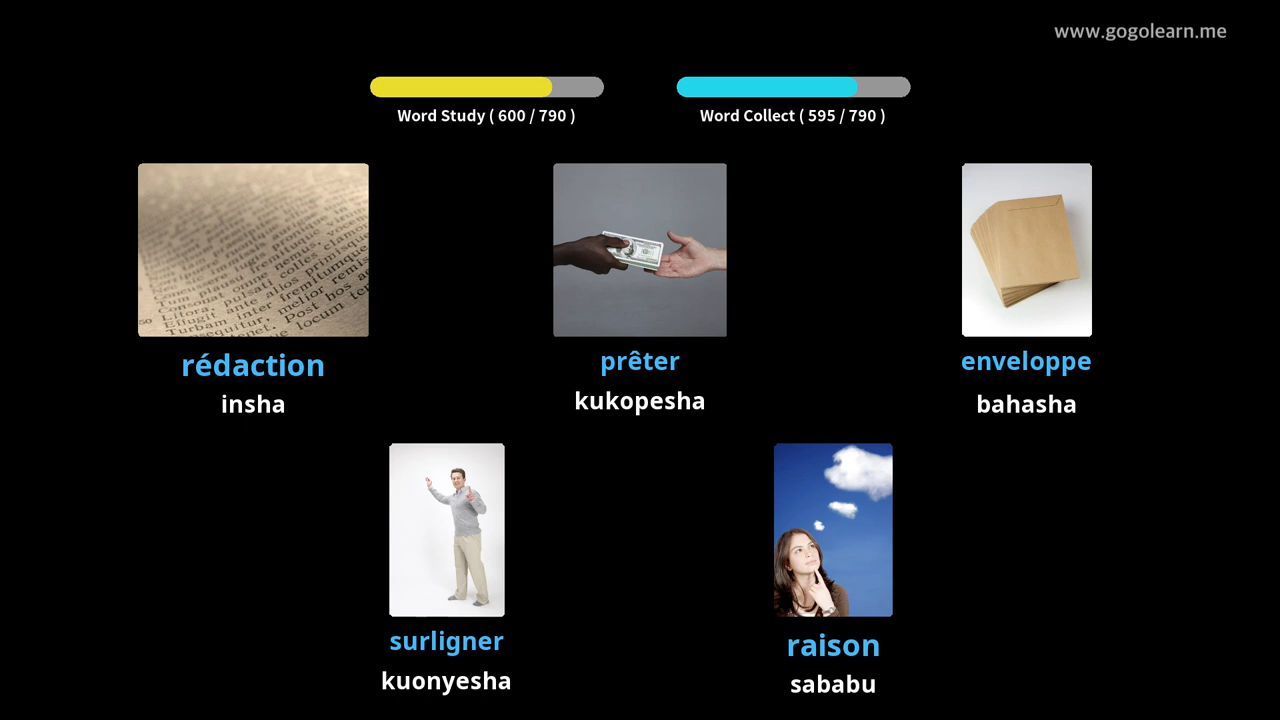 www.gogolearn.me
Word Study ( 600 / 790 )
Word Collect ( 595 / 790 )
rédaction
insha
prêter
kukopesha
enveloppe
bahasha
surligner
kuonyesha
raison
sababu